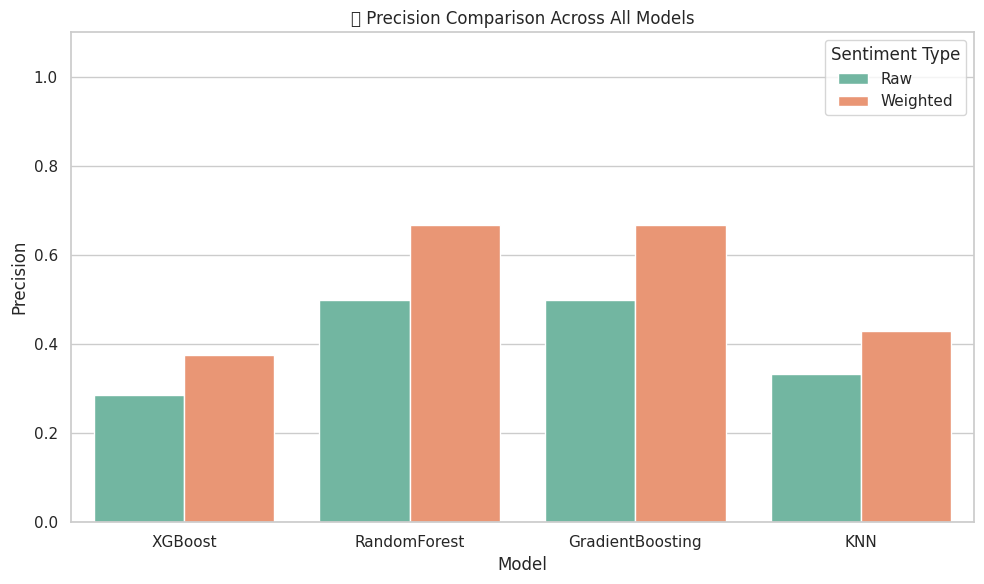 Precision Comparison Across All Models
Sentiment Type
Raw
Weighted
1.0
0.8
0.6
0.4
0.2
0.0
Precision
XGBoost
RandomForest
GradientBoosting
KNN
Model